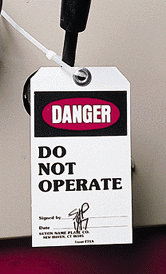 DANGER
DO
NOT
OPERATE
Signed by
Date
SETON NAME PLATE CO.
NEW HAVEN, CT 06505